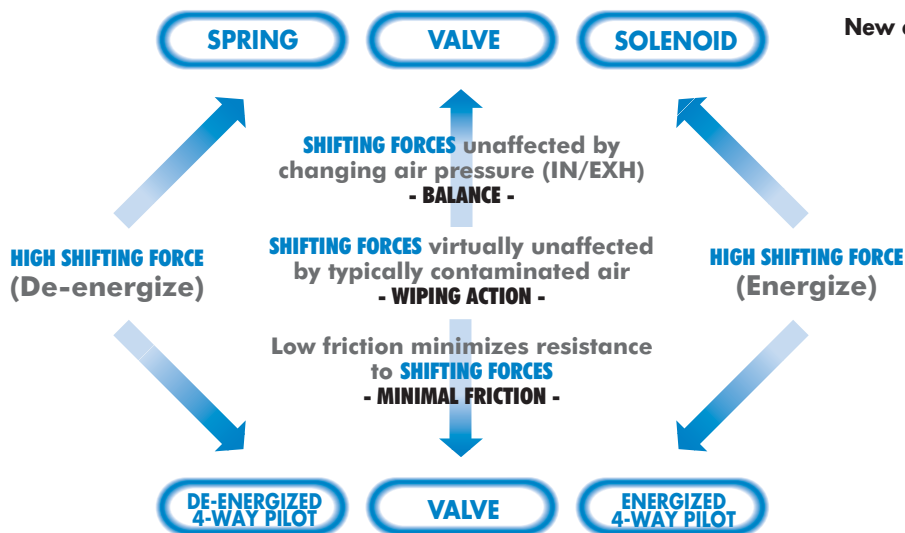 SPRING
VALVE
SOLENOID
New
SHIFTING FORCES unaffected by
changing air pressure (IN/EXH)
- BALANCE -
HIGH SHIFTING FORCE
(De-energize)
SHIFTING FORCES virtually unaffected
by typically contaminated air
- WIPING ACTION -
HIGH SHIFTING FORCE
(Energize)
Low friction minimizes resistance
to SHIFTING FORCES
- MINIMAL FRICTION -
DE-ENERGIZED
4-WAY PILOT
VALVE
ENERGIZED
4-WAY PILOT